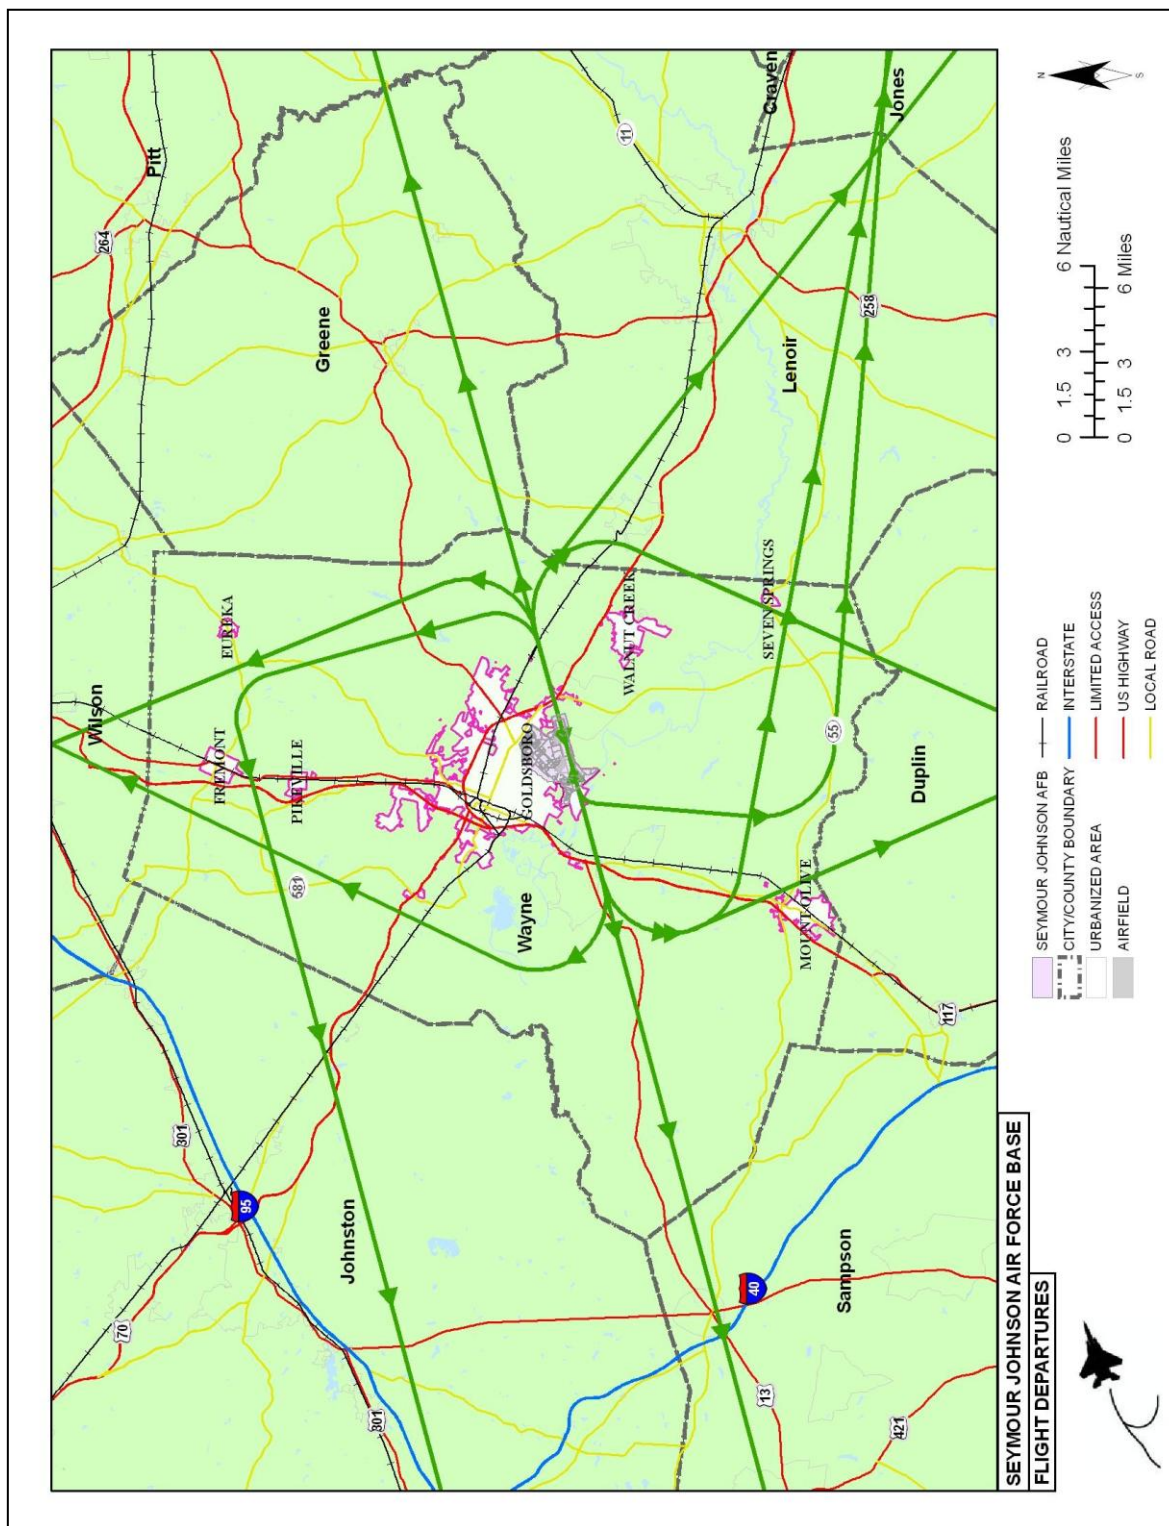 Pitt
264
Wilson
EUREKA
Greene
FREMONT
PIKEVILLE
581
301
95
70
Johnston
301
GOLDSBORO
Wayne
WALNUT CREEK
SEVEN SPRINGS
MOUNT OLIVE
55
Duplin
Lenoir
258
11
Craven
Jones
117
40
Sampson
13
421
SEYMOUR JOHNSON AIR FORCE BASE
FLIGHT DEPARTURES
SEYMOUR JOHNSON AFB
CITY/COUNTY BOUNDARY
URBANIZED AREA
AIRFIELD
RAILROAD
INTERSTATE
LIMITED ACCESS
US HIGHWAY
LOCAL ROAD
0 1.5 3 6 Nautical Miles
0 1.5 3 6 Miles
N
S